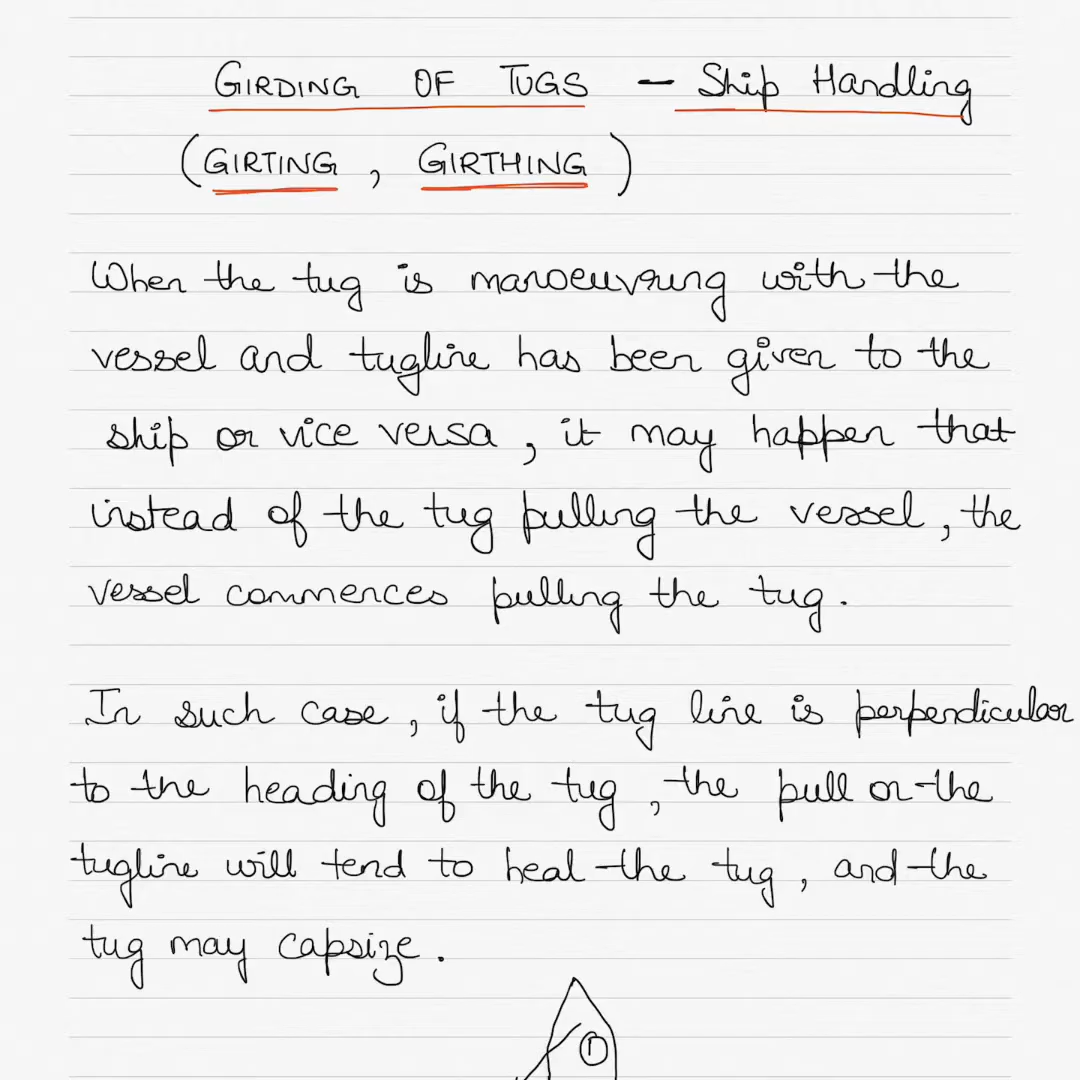 GIRDING OF TUGS - Ship Handling
(GIRTING, GIRTHING)
When the tug is manoeuvring with the
vessel and tugline has been given to the
ship or vice versa, it may happen that
instead of the tug pulling the vessel, the
vessel commences pulling the tug.
In such case, if the tug line is perpendicular
to the heading of the tug, the pull on the
tugline will tend to heal the tug, and the
tug may capsize.
1